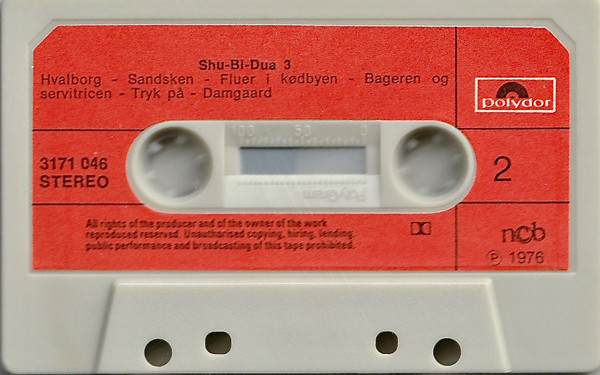 Shu-Bi-Dua 3
Hvalborg - Sandsken - Fluer i kødbyen - Bageren og
servitricen - Tryk på - Damgaard
polydor
100 50 0
3171 046
STEREO
PolyGram
2
All rights of the producer and of the owner of the work
reproduced reserved. Unauthorised copying, hiring, lending,
public performance and broadcasting of this tape prohibited.
ncb
℗ 1976